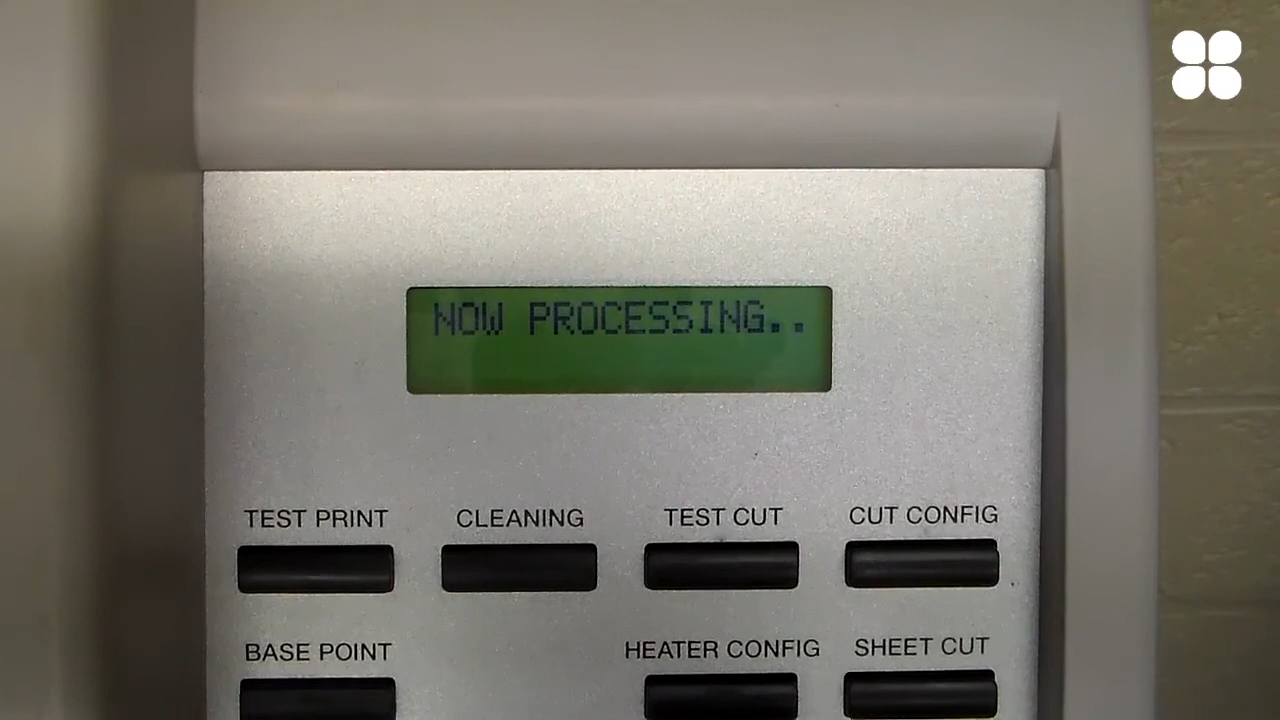 NOW PROCESSING..
TEST PRINT
CLEANING
TEST CUT
CUT CONFIG
BASE POINT
HEATER CONFIG
SHEET CUT